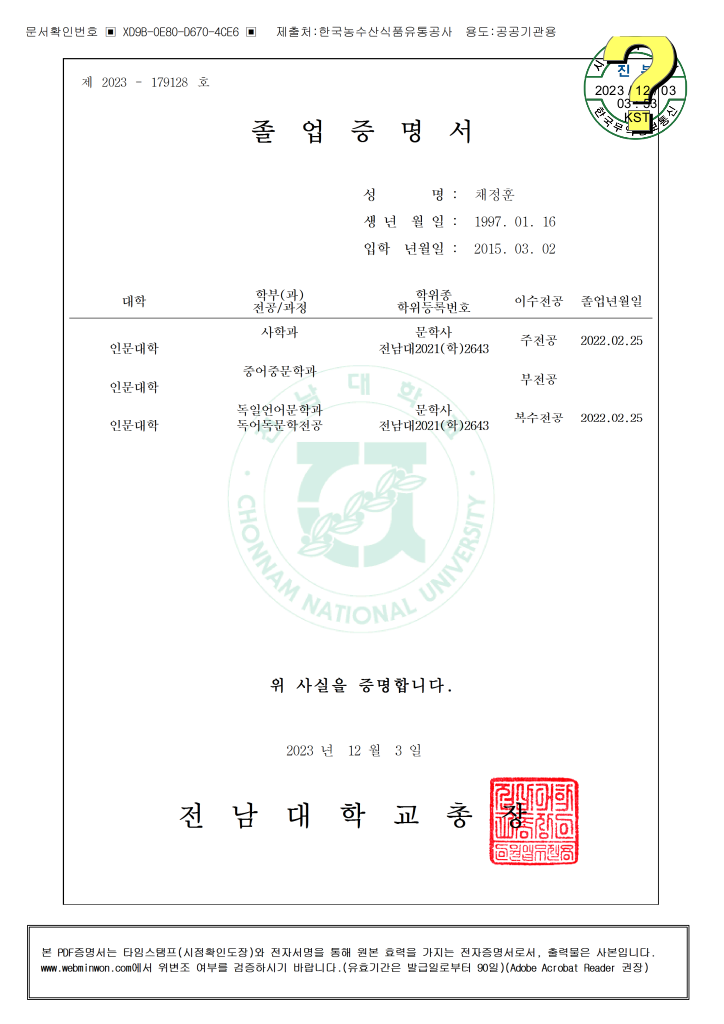 문서확인번호 ▣ XD9B-0E80-D670-4CE6 ▣ 제출처:한국농수산식품유통공사 용도:공공기관용
2023 / 12 / 03
03 : 53
KST
제 2023 - 179128 호
졸 업 증 명 서
성 명 : 채정훈
생 년 월 일 : 1997. 01. 16
입학 년월일 : 2015. 03. 02
대학 학부(과) 전공/과정 학위종 학위등록번호 이수전공 졸업년월일
사학과 문학사
인문대학 전남대2021(학)2643 주전공 2022.02.25
중어중문학과
인문대학 부전공
독일언어문학과 문학사
인문대학 독어독문학전공 전남대2021(학)2643 복수전공 2022.02.25
전 남 대 학 교
CHONNAM NATIONAL UNIVERSITY
위 사실을 증명합니다.
2023 년 12 월 3 일
전 남 대 학 교 총 장
본 PDF증명서는 타임스탬프(시점확인도장)와 전자서명을 통해 원본 효력을 가지는 전자증명서로서, 출력물은 사본입니다.
www.webminwon.com에서 위변조 여부를 검증하시기 바랍니다.(유효기간은 발급일로부터 90일)(Adobe Acrobat Reader 권장)